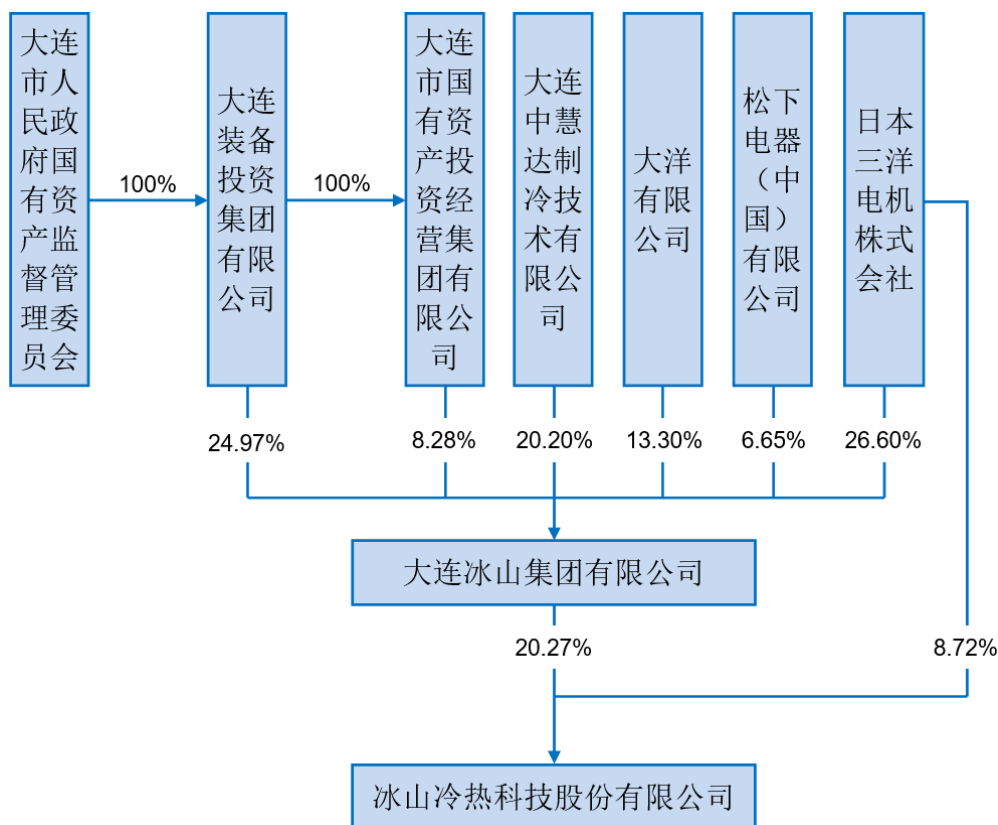 大连
市人
民政
府国
有资
产监
督管
理委
员会
100%
大连
装备
投资
集团
有限
公司
100%
大连
市国
有资
产投
资经
营集
团有
限公
司
大连
中慧
达制
冷技
术有
限公
司
大洋
有限
公司
松下
电器
（中
国）
有限
公司
日本
三洋
电机
株式
会社
24.97%
8.28%
20.20%
13.30%
6.65%
26.60%
大连冰山集团有限公司
20.27%
8.72%
冰山冷热科技股份有限公司